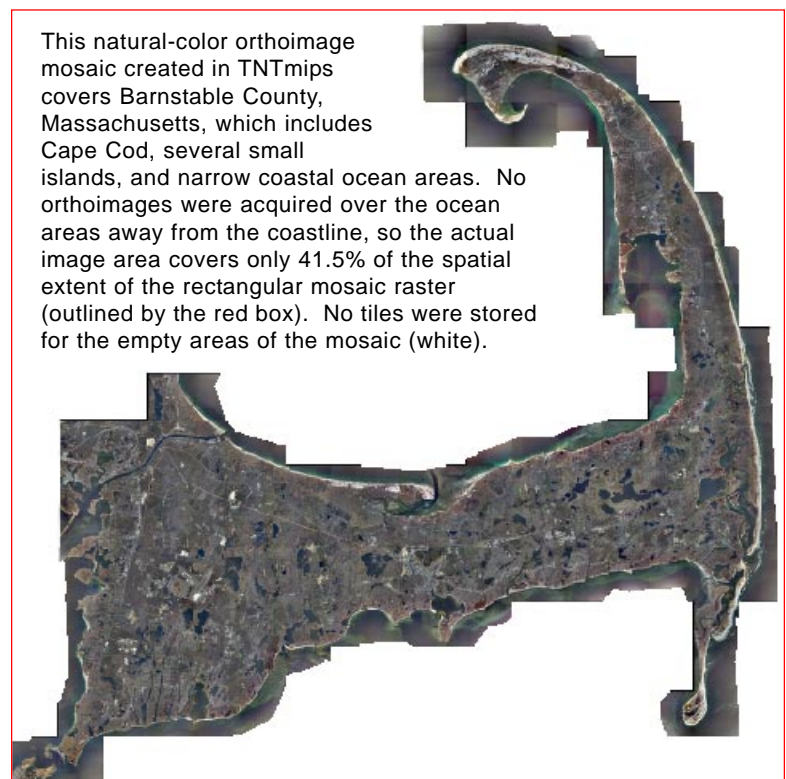 This natural-color orthoimage
mosaic created in TNTmips
covers Barnstable County,
Massachusetts, which includes
Cape Cod, several small
islands, and narrow coastal ocean areas.  No
orthoimages were acquired over the ocean
areas away from the coastline, so the actual
image area covers only 41.5% of the spatial
extent of the rectangular mosaic raster
(outlined by the red box).  No tiles were stored
for the empty areas of the mosaic (white).